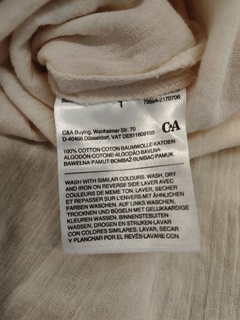 C&A Buying, Wanheimer Str. 70
D-40468 Düsseldorf, VAT DE811809155
C&A
100% COTTON-COTON-BAUMWOLLE-KATOEN-
ALGODÓN-COTONE-ALGODÃO-BAVLNA-
BAWEŁNA-PAMUT-BOMBAŽ-BUMBAC-PAMUK
WASH WITH SIMILAR COLOURS. WASH, DRY
AND IRON ON REVERSE SIDE LAVER AVEC
COULEURS DE MEME TON. LAVER, SECHER
ET REPASSER SUR L'ENVERS MIT ÄHNLICHEN
FARBEN WASCHEN. AUF LINKS WASCHEN,
TROCKNEN UND BÜGELN MET GELIJKKLEURIG
WASSEN, KLEUREN. BINNENSTEBUITEN
WASSEN, DROGEN EN STRIJKEN LAVAR
CON COLORES SIMILARES. LAVAR, SECAR
Y PLANCHAR POR EL REVÉS LAVARE CON